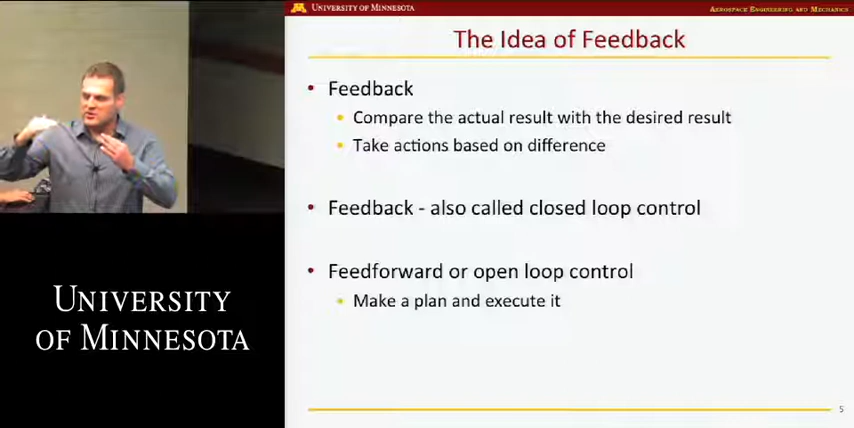 UNIVERSITY OF MINNESOTA
AEROSPACE ENGINEERING AND MECHANICS
The Idea of Feedback
• Feedback
• Compare the actual result with the desired result
• Take actions based on difference
• Feedback - also called closed loop control
• Feedforward or open loop control
• Make a plan and execute it
UNIVERSITY
OF MINNESOTA
5